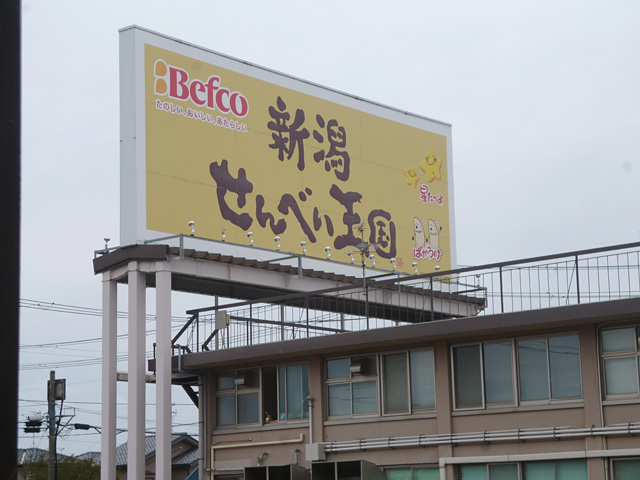 Befco
たのしい、おいしい、あたらしい
新潟
せんべい王国
星たべよ
ばかうけ